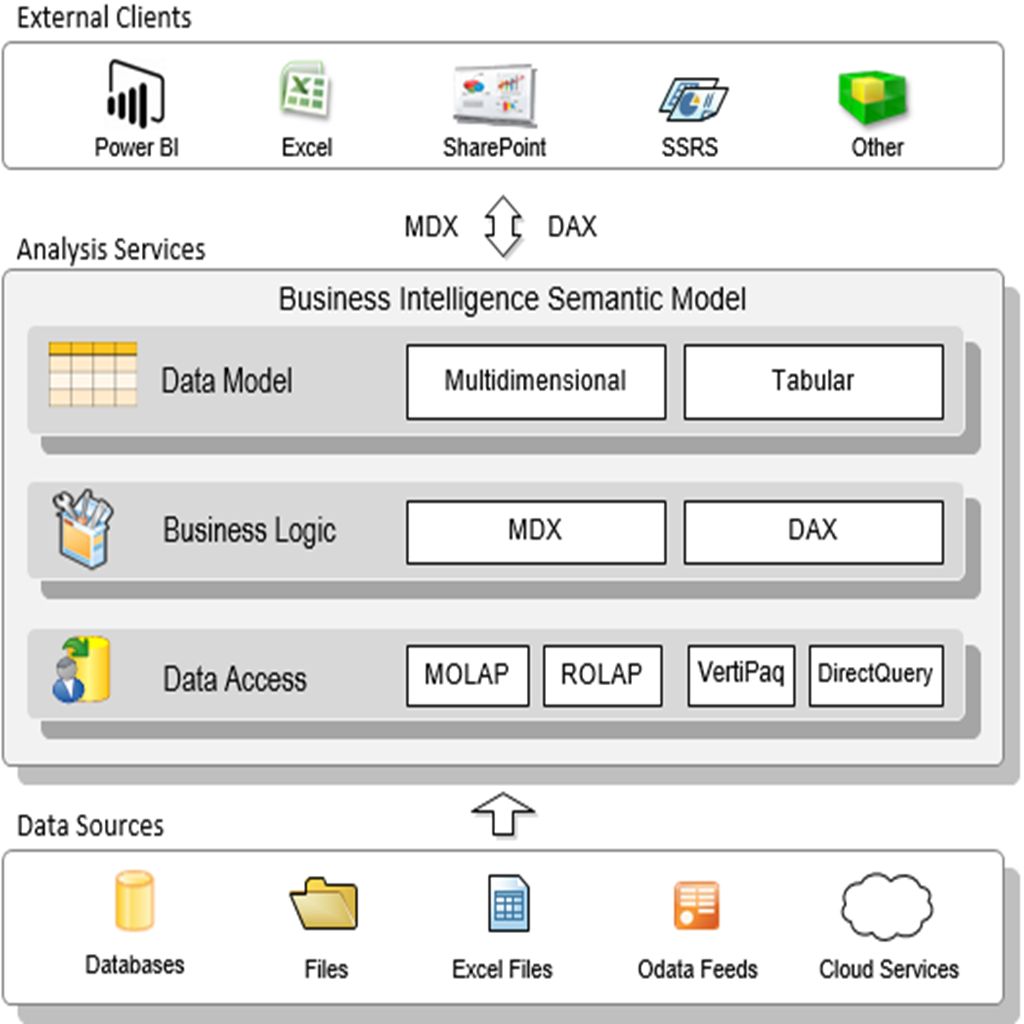 External Clients
Power BI
Excel
SharePoint
SSRS
Other
MDX
DAX
Analysis Services
Business Intelligence Semantic Model
Data Model
Multidimensional
Tabular
Business Logic
MDX
DAX
Data Access
MOLAP
ROLAP
VertiPaq
DirectQuery
Data Sources
Databases
Files
Excel Files
Odata Feeds
Cloud Services